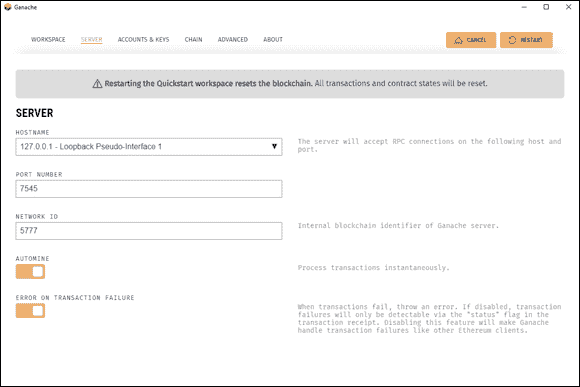 Ganache
WORKSPACE SERVER ACCOUNTS & KEYS CHAIN ADVANCED ABOUT CANCEL RESTART
Restarting the Quickstart workspace resets the blockchain. All transactions and contract states will be reset.
SERVER
HOSTNAME
127.0.0.1 - Loopback Pseudo-Interface 1
The server will accept RPC connections on the following host and
port.
PORT NUMBER
7545
NETWORK ID
5777
Internal blockchain identifier of Ganache server.
AUTOMINE
Process transactions instantaneously.
ERROR ON TRANSACTION FAILURE
When transactions fail, throw an error. If disabled, transaction
failures will only be detectable via the "status" flag in the
transaction receipt. Disabling this feature will make Ganache
handle transaction failures like other Ethereum clients.